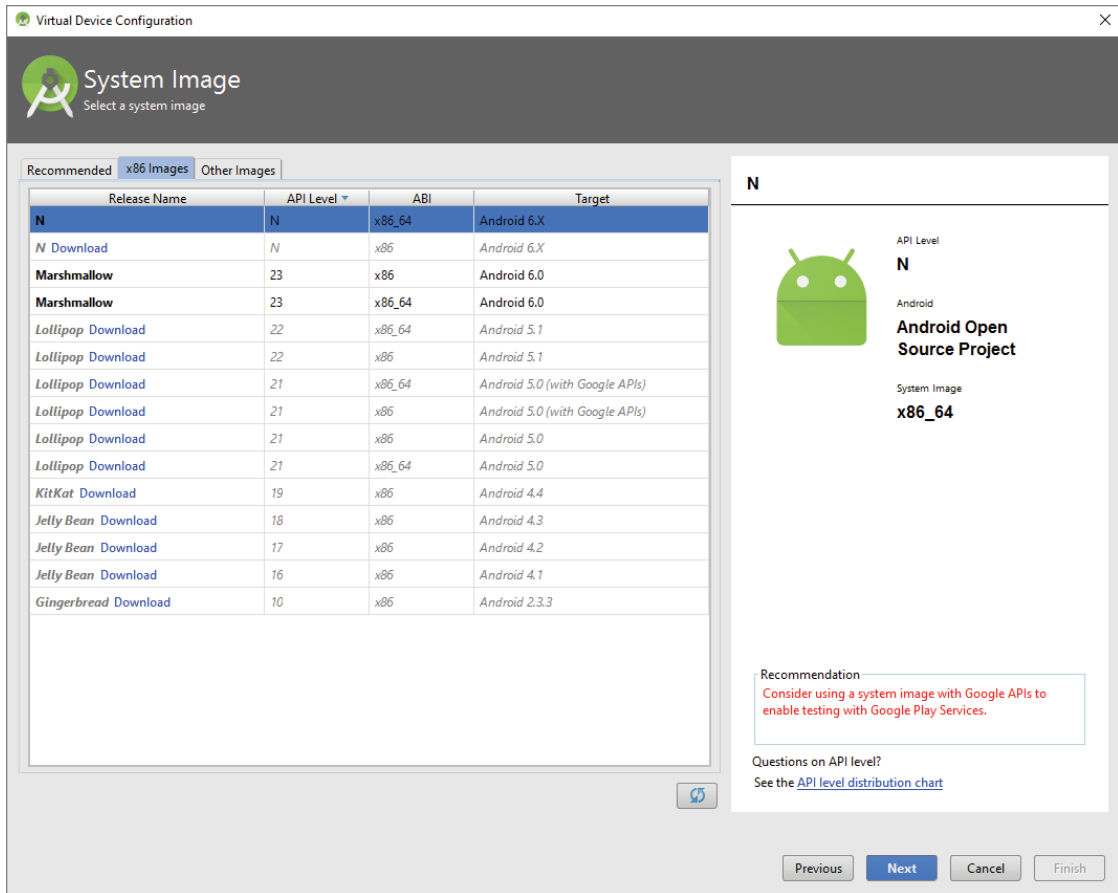 Virtual Device Configuration
System Image
Select a system image
Recommended x86 Images Other Images
Release Name API Level ABI Target
N N x86_64 Android 6.X
N Download N x86 Android 6.X
Marshmallow 23 x86 Android 6.0
Marshmallow 23 x86_64 Android 6.0
Lollipop Download 22 x86_64 Android 5.1
Lollipop Download 22 x86 Android 5.1
Lollipop Download 21 x86_64 Android 5.0 (with Google APIs)
Lollipop Download 21 x86 Android 5.0 (with Google APIs)
Lollipop Download 21 x86 Android 5.0
Lollipop Download 21 x86_64 Android 5.0
KitKat Download 19 x86 Android 4.4
Jelly Bean Download 18 x86 Android 4.3
Jelly Bean Download 17 x86 Android 4.2
Jelly Bean Download 16 x86 Android 4.1
Gingerbread Download 10 x86 Android 2.3.3
N
API Level
N
Android
Android Open
Source Project
System Image
x86_64
Recommendation
Consider using a system image with Google APIs to
enable testing with Google Play Services.
Questions on API level?
See the API level distribution chart
Previous Next Cancel Finish